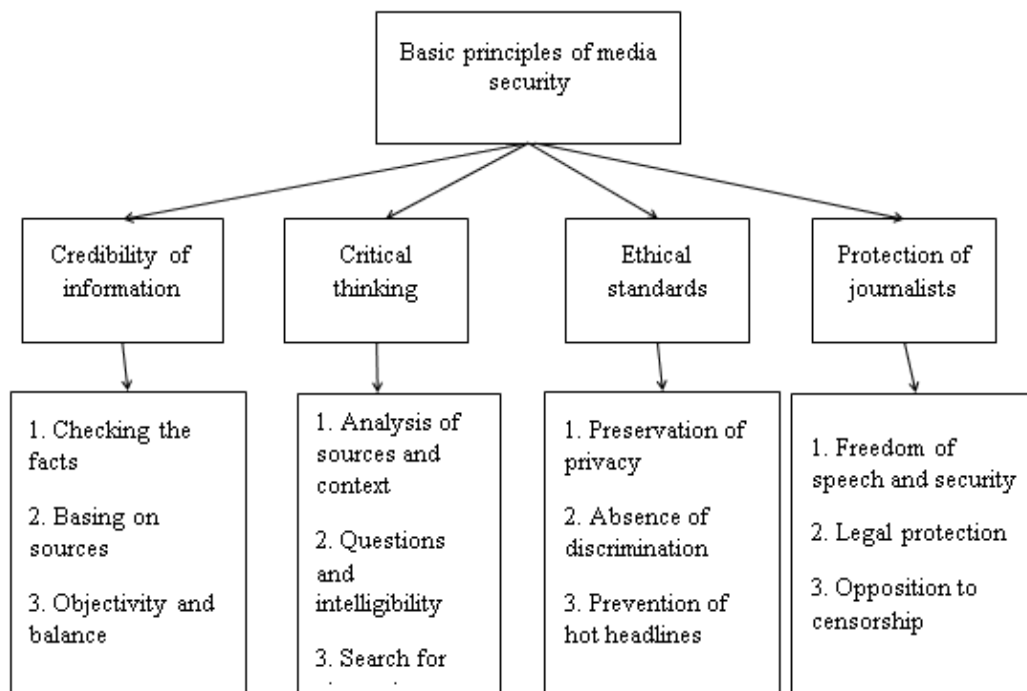 Basic principles of media
security
Credibility of
information
Critical
thinking
Ethical
standards
Protection of
journalists
1. Checking the
facts
2. Basing on
sources
3. Objectivity and
balance
1. Analysis of
sources and
context
2. Questions
and
intelligibility
3. Search for
1. Preservation of
privacy
2. Absence of
discrimination
3. Prevention of
hot headlines
1. Freedom of
speech and security
2. Legal protection
3. Opposition to
censorship